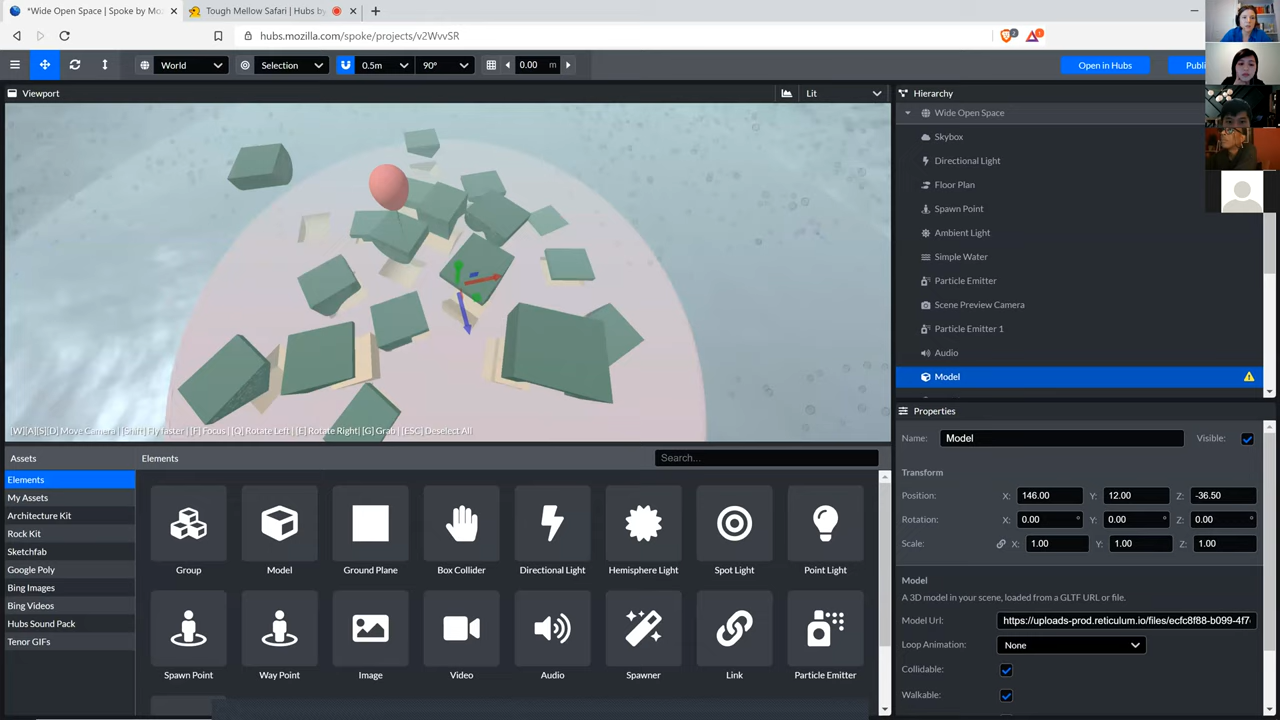 *Wide Open Space | Spoke by Mo
Tough Mellow Safari | Hubs by
hubs.mozilla.com/spoke/projects/v2WvvSR
World
Selection
0.5m
90°
0.00 m
Open in Hubs
Publi
Viewport
Lit
Hierarchy
Wide Open Space
Skybox
Directional Light
Floor Plan
Spawn Point
Ambient Light
Simple Water
Particle Emitter
Scene Preview Camera
Particle Emitter 1
Audio
Model
[W][A][S][D] Move Camera | [Shift] Fly faster | [F] Focus | [Q] Rotate Left | [E] Rotate Right | [G] Grab | [ESC] Deselect All
Properties
Name: Model Visible:
Transform
Position: X: 146.00 Y: 12.00 Z: -36.50
Rotation: X: 0.00 ° Y: 0.00 ° Z: 0.00 °
Scale: X: 1.00 Y: 1.00 Z: 1.00
Model
A 3D model in your scene, loaded from a GLTF URL or file.
Model Url: https://uploads-prod.reticulum.io/files/ecfc8f88-b099-4f7
Loop Animation: None
Collidable:
Walkable:
Assets
Elements
My Assets
Architecture Kit
Rock Kit
Sketchfab
Google Poly
Bing Images
Bing Videos
Hubs Sound Pack
Tenor GIFs
Elements
Search...
Group
Model
Ground Plane
Box Collider
Directional Light
Hemisphere Light
Spot Light
Point Light
Spawn Point
Way Point
Image
Video
Audio
Spawner
Link
Particle Emitter